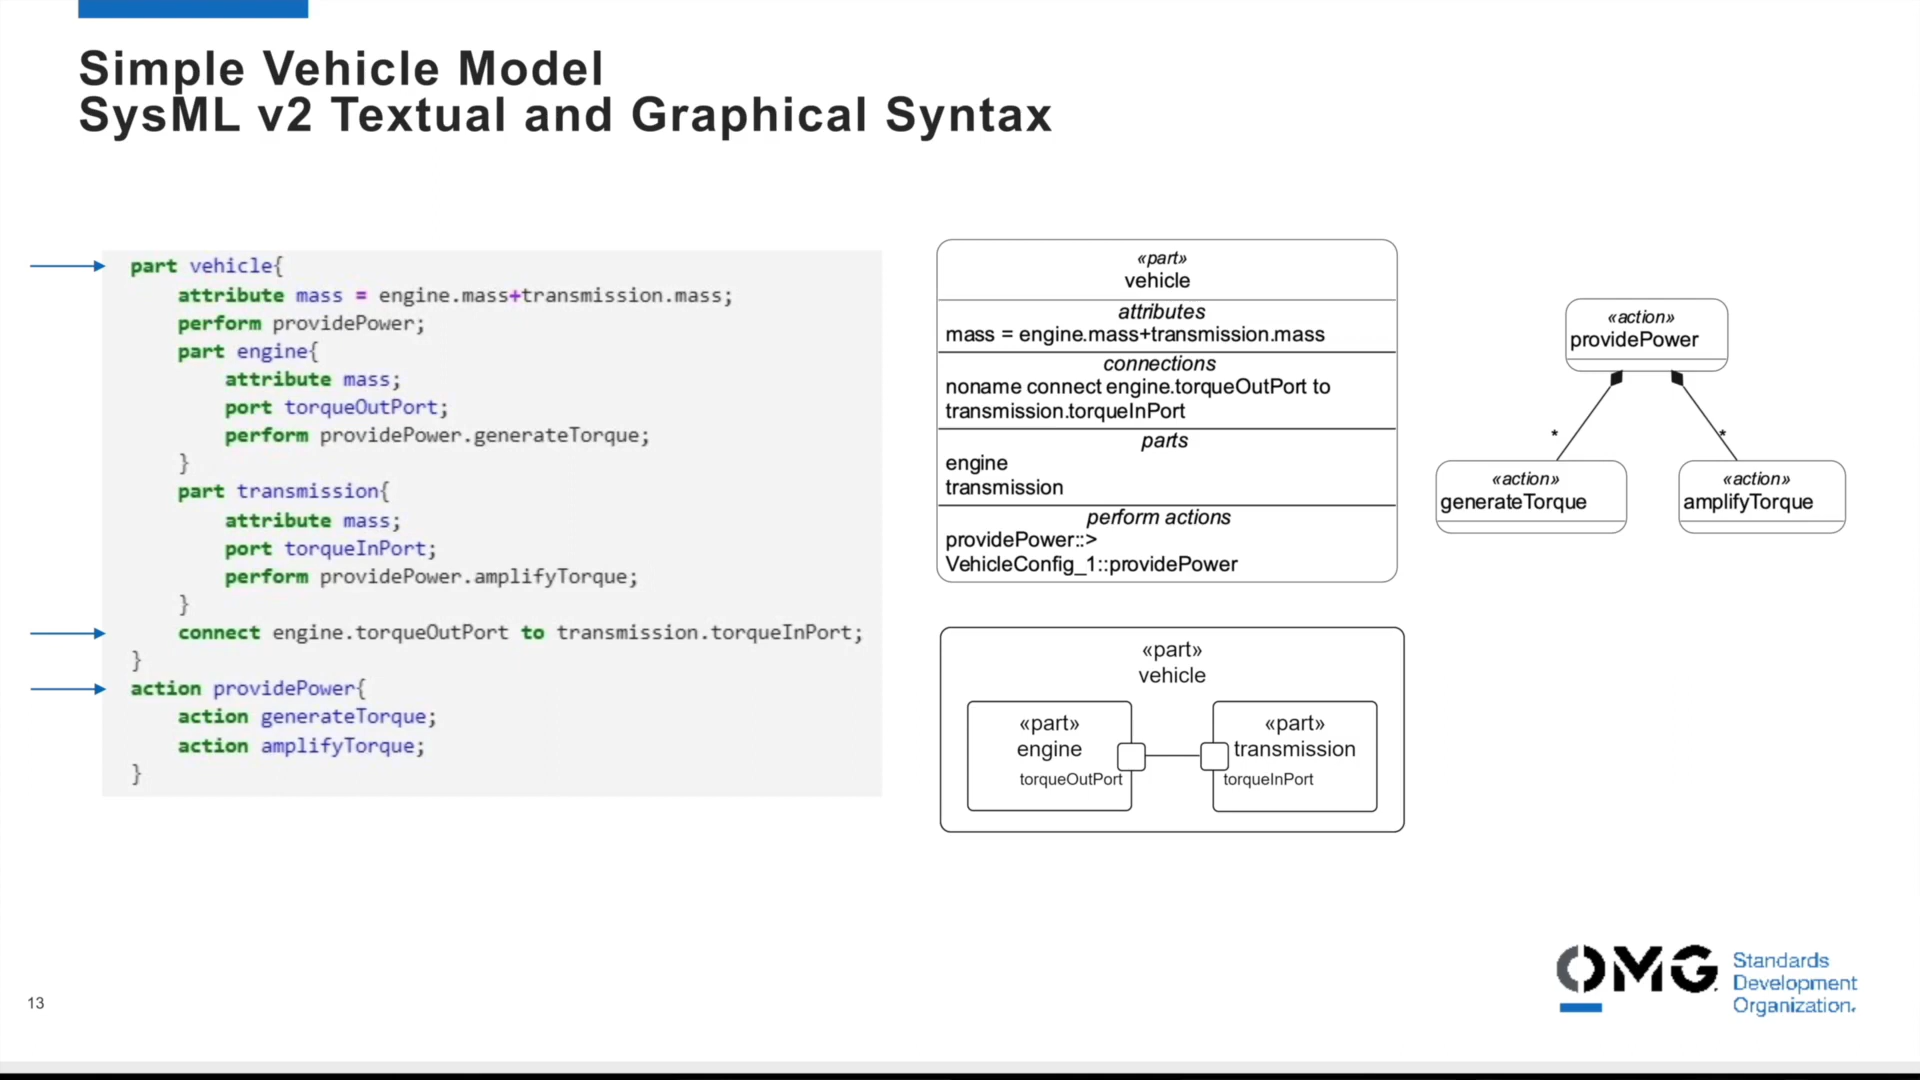 Simple Vehicle Model
SysML v2 Textual and Graphical Syntax
part vehicle{
attribute mass = engine.mass+transmission.mass;
perform providePower;
part engine{
attribute mass;
port torqueOutPort;
perform providePower.generateTorque;
}
part transmission{
attribute mass;
port torqueInPort;
perform providePower.amplifyTorque;
}
connect engine.torqueOutPort to transmission.torqueInPort;
}
action providePower{
action generateTorque;
action amplifyTorque;
}
«part»
vehicle
attributes
mass = engine.mass+transmission.mass
connections
noname connect engine.torqueOutPort to
transmission.torqueInPort
parts
engine
transmission
perform actions
providePower::>
VehicleConfig_1::providePower
«part»
vehicle
«part»
engine
torqueOutPort
«part»
transmission
torqueInPort
«action»
providePower
*
*
«action»
generateTorque
«action»
amplifyTorque
OMG
Standards
Development
Organization.
13